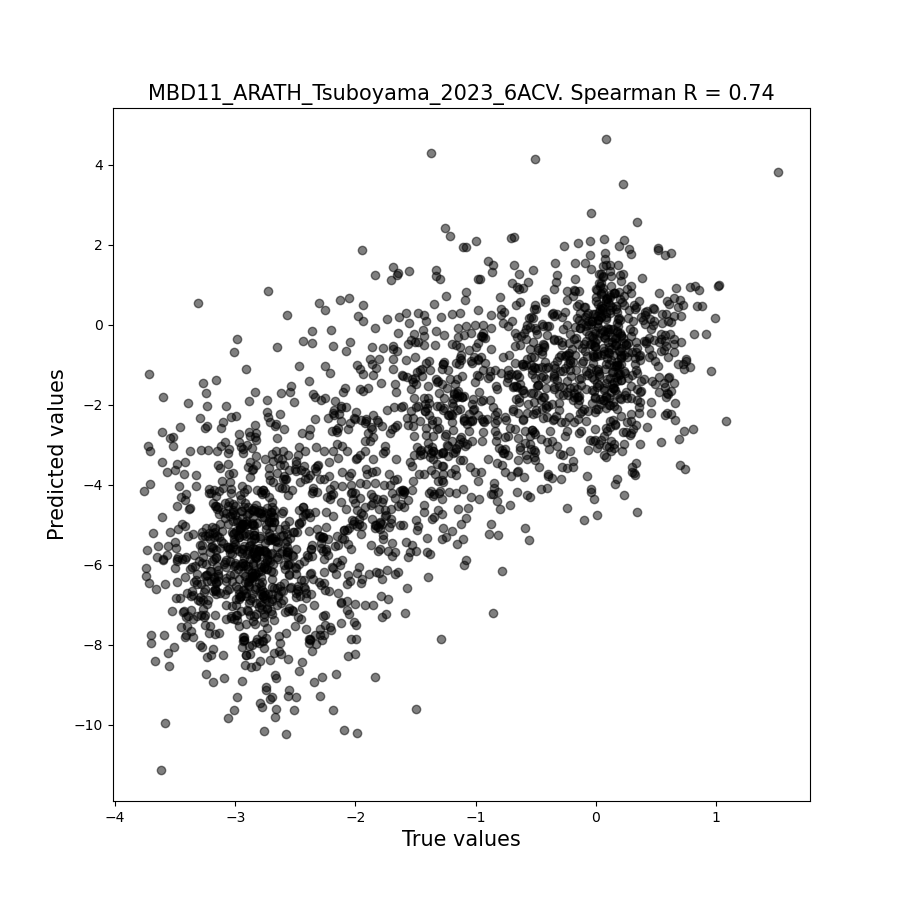 MBD11_ARATH_Tsuboyama_2023_6ACV. Spearman R = 0.74
4
2
0
−2
−4
−6
−8
−10
Predicted values
−4 −3 −2 −1 0 1
True values